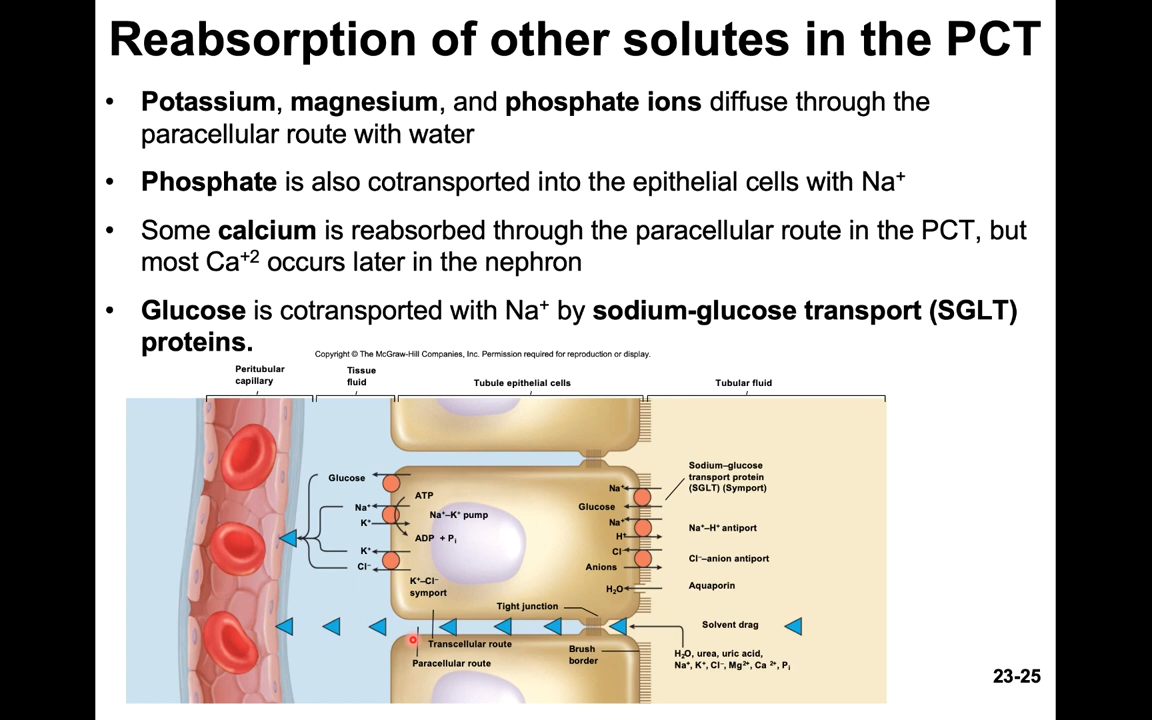 Reabsorption of other solutes in the PCT
• Potassium, magnesium, and phosphate ions diffuse through the
paracellular route with water
• Phosphate is also cotransported into the epithelial cells with Na⁺
• Some calcium is reabsorbed through the paracellular route in the PCT, but
most Ca⁺² occurs later in the nephron
• Glucose is cotransported with Na⁺ by sodium-glucose transport (SGLT)
proteins.
Copyright © The McGraw-Hill Companies, Inc. Permission required for reproduction or display.
Peritubular
capillary
Tissue
fluid
Tubule epithelial cells
Tubular fluid
Glucose
Na⁺
K⁺
K⁺
Cl⁻
ATP
Na⁺–K⁺ pump
ADP + Pᵢ
K⁺–Cl⁻
symport
Na⁺
Glucose
Na⁺
H⁺
Cl⁻
Anions
H₂O
Sodium–glucose
transport protein
(SGLT) (Symport)
Na⁺–H⁺ antiport
Cl⁻–anion antiport
Aquaporin
Tight junction
Solvent drag
Transcellular route
Paracellular route
Brush
border
H₂O, urea, uric acid,
Na⁺, K⁺, Cl⁻, Mg²⁺, Ca ²⁺, Pᵢ
23-25